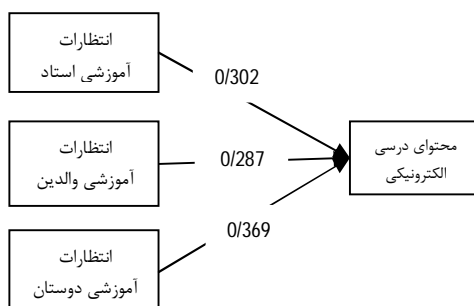 انتظارات
آموزشی استاد
0/302
انتظارات
آموزشی والدین
0/287
محتوای درسی
الکترونیکی
0/369
انتظارات
آموزشی دوستان